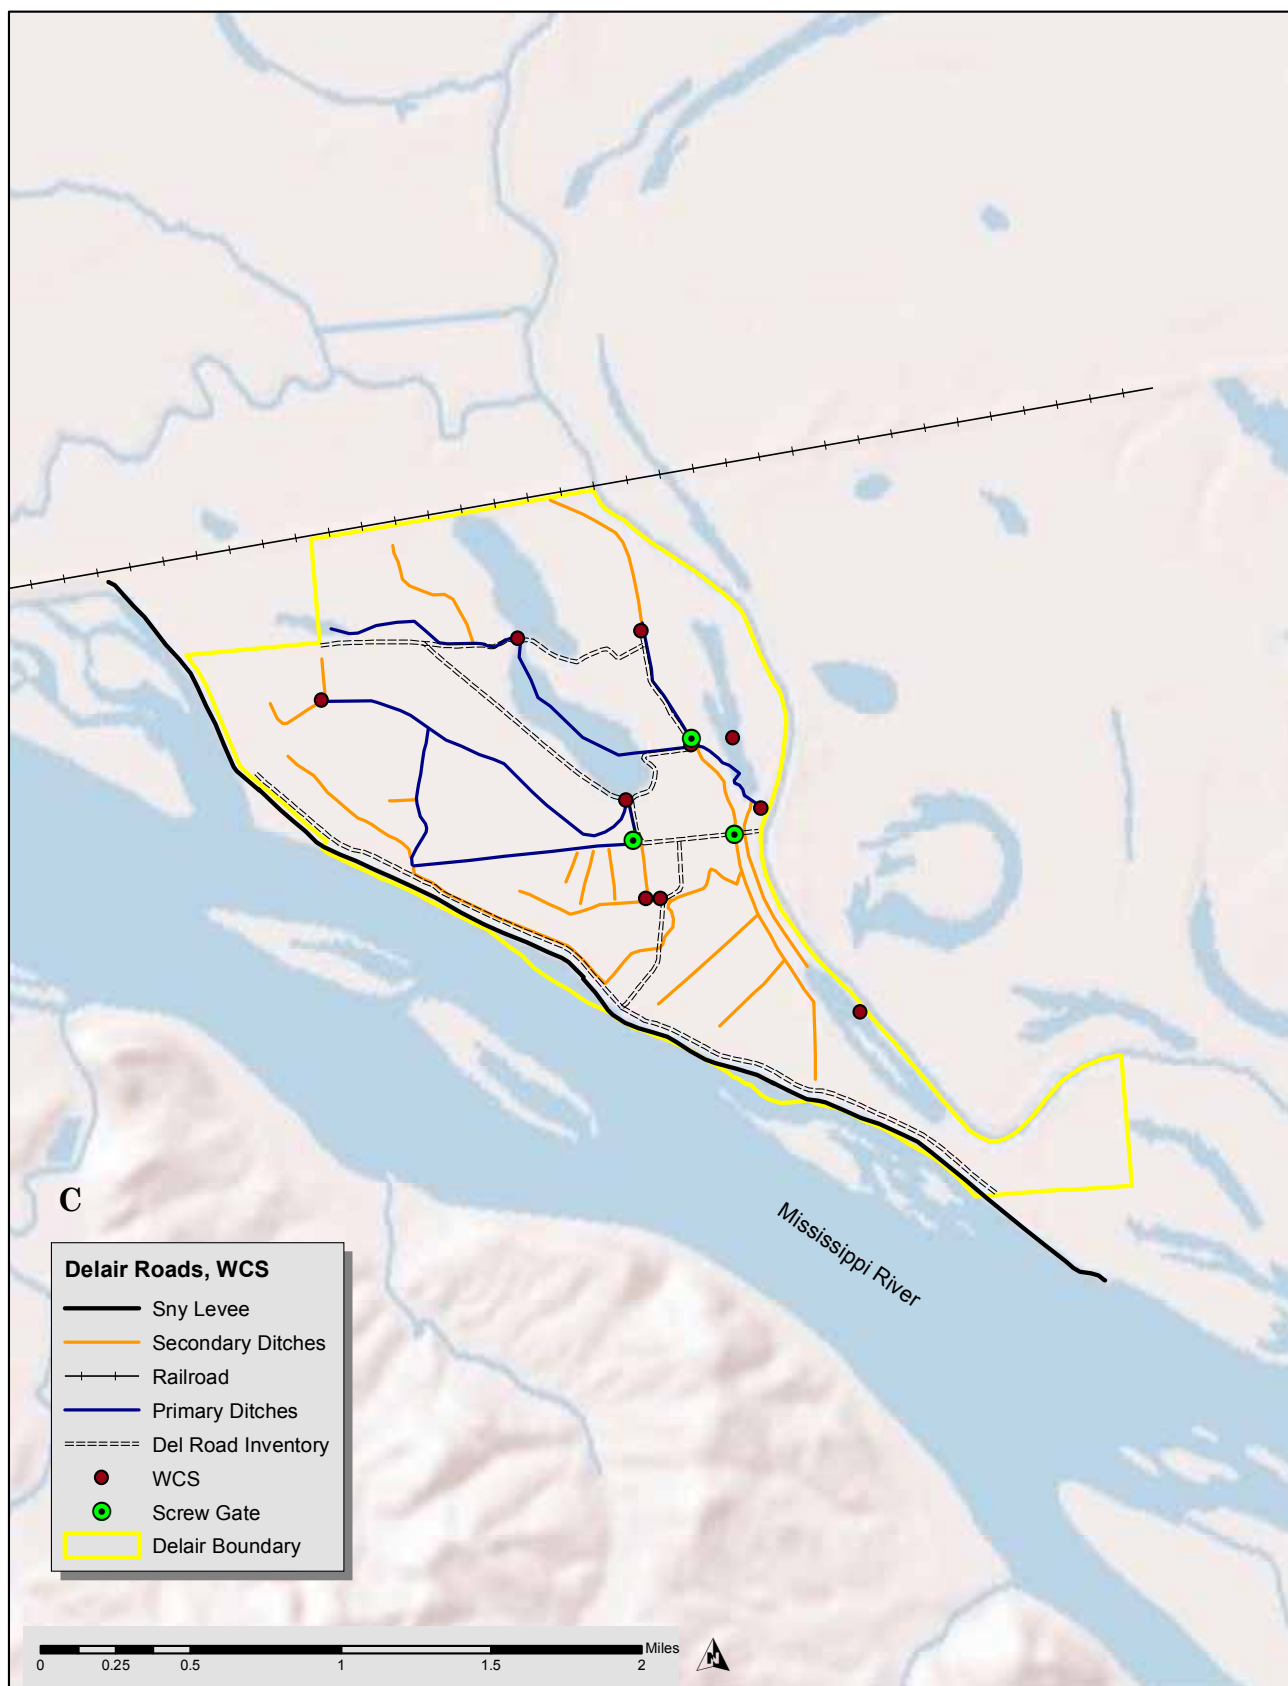 Mississippi River
C
Delair Roads, WCS
Sny Levee
Secondary Ditches
Railroad
Primary Ditches
Del Road Inventory
WCS
Screw Gate
Delair Boundary
Miles
0 0.25 0.5 1 1.5 2
N